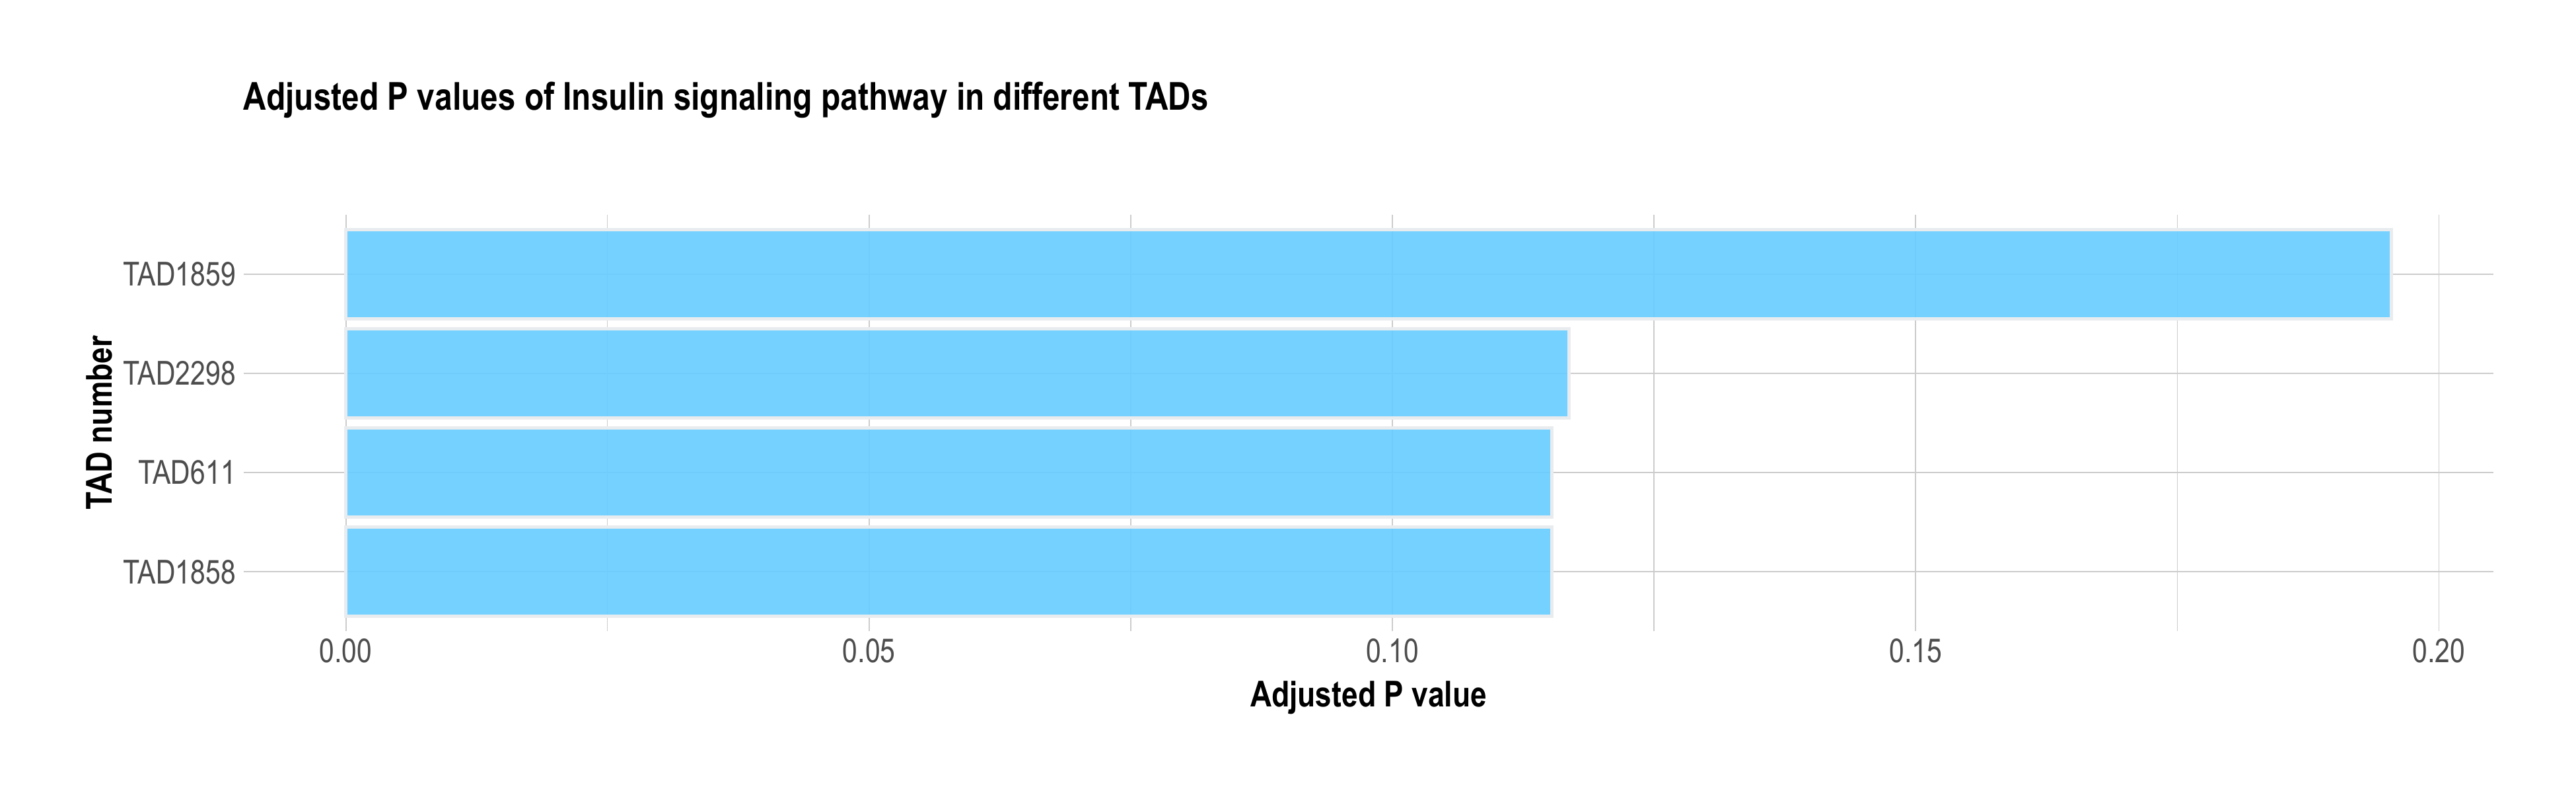 Adjusted P values of Insulin signaling pathway in different TADs
TAD number
TAD1859
TAD2298
TAD611
TAD1858
0.00 0.05 0.10 0.15 0.20
Adjusted P value